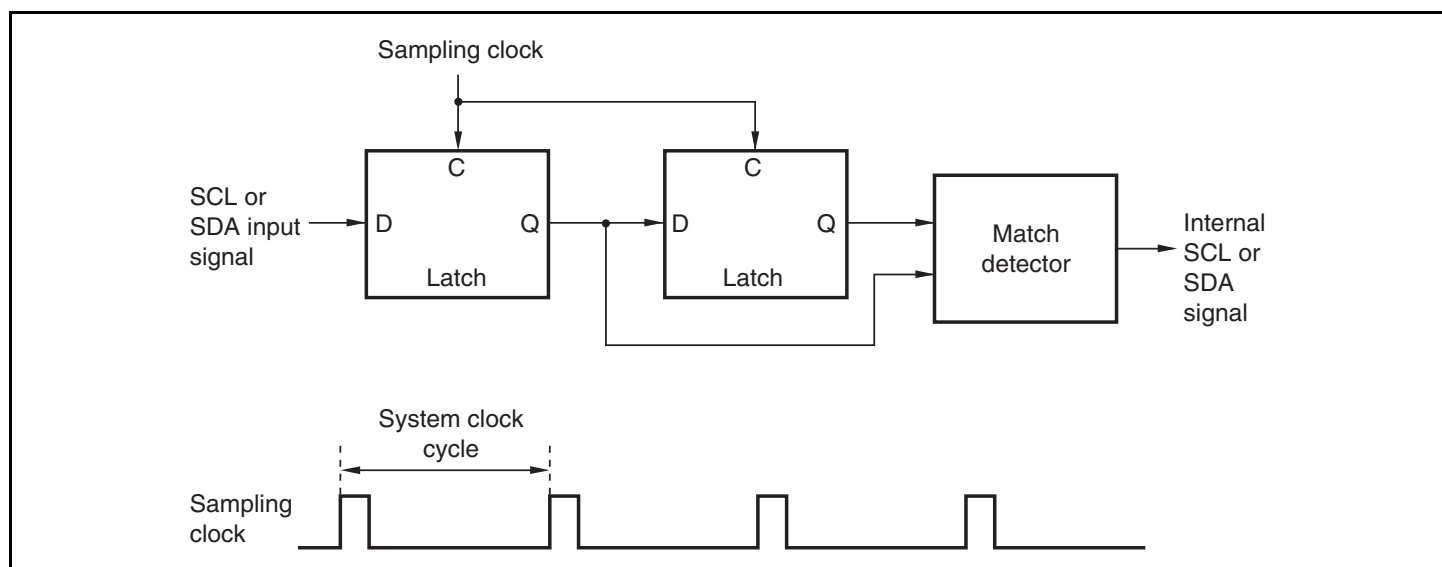 Sampling clock
C
C
SCL or
SDA input
signal
D
Q
D
Q
Latch
Latch
Match
detector
Internal
SCL or
SDA
signal
System clock
cycle
Sampling
clock